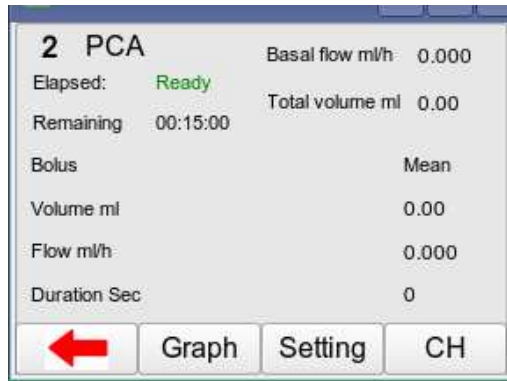 2 PCA
Basal flow ml/h 0.000
Elapsed: Ready
Total volume ml 0.00
Remaining 00:15:00
Bolus Mean
Volume ml 0.00
Flow ml/h 0.000
Duration Sec 0
Graph Setting CH